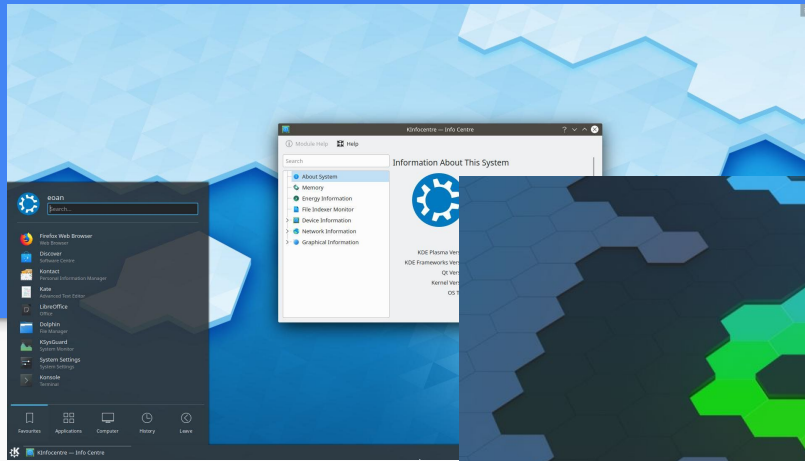 KInfocentre — Info Centre
Module Help
Help
Search
Information About This System
About System
Memory
Energy Information
File Indexer Monitor
Device Information
Network Information
Graphical Information
KDE Plasma Ver
KDE Frameworks Ver
Qt Vers
Kernel Vers
OS T
eoan
Search...
Firefox Web Browser
Web Browser
Discover
Software Centre
Kontact
Personal Information Manager
Kate
Advanced Text Editor
LibreOffice
Office
Dolphin
File Manager
KSysGuard
System Monitor
System Settings
System Settings
Konsole
Terminal
Favourites
Applications
Computer
History
Leave
KInfocentre — Info Centre